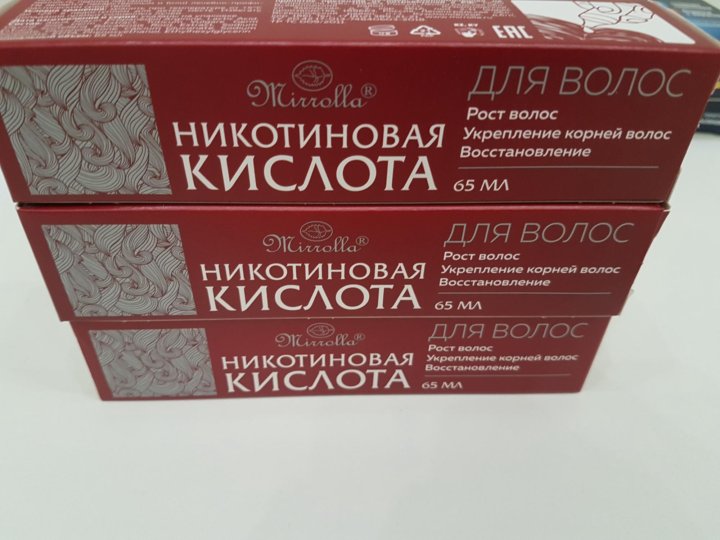 EAC
Mirrolla®
НИКОТИНОВАЯ
КИСЛОТА
65 МЛ
ДЛЯ ВОЛОС
Рост волос
Укрепление корней волос
Восстановление
Mirrolla®
НИКОТИНОВАЯ
КИСЛОТА
65 МЛ
ДЛЯ ВОЛОС
Рост волос
Укрепление корней волос
Восстановление
Mirrolla®
НИКОТИНОВАЯ
КИСЛОТА
65 МЛ
ДЛЯ ВОЛОС
Рост волос
Укрепление корней волос
Восстановление